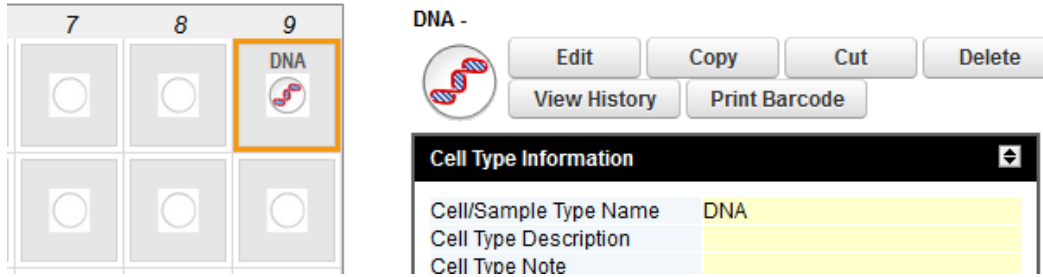 7 8 9
DNA
DNA -
Edit Copy Cut Delete
View History Print Barcode
Cell Type Information
Cell/Sample Type Name DNA
Cell Type Description
Cell Type Note